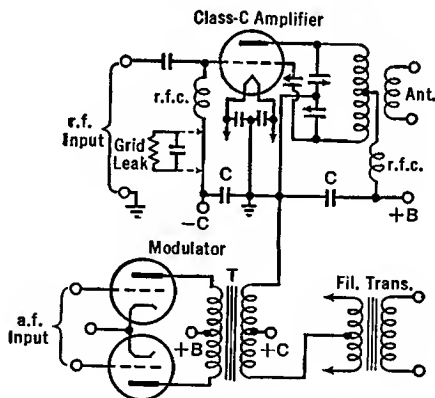 Class-C Amplifier
r.f.c.
r.f.
Input
Ant.
Grid
Leak
r.f.c.
C
C
-C
+B
Modulator
T
Fil. Trans.
a.f.
Input
+B
+C